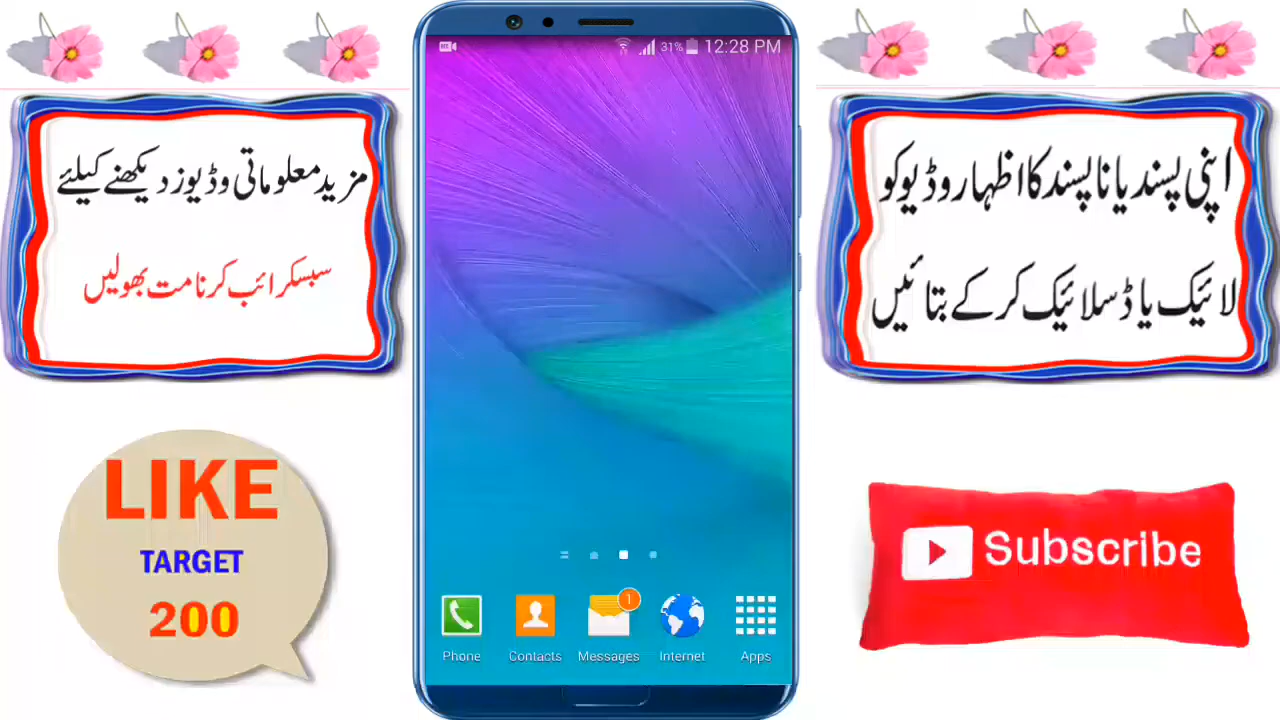 مزید معلوماتی وڈیوز دیکھنے کیلئے
سبسکرائب کرنا مت بھولیں
LIKE
TARGET
200
31% 12:28 PM
1
Phone Contacts Messages Internet Apps
اپنی پسند یا ناپسند کا اظہار وڈیو کو
لائیک یا ڈسلائیک کر کے بتائیں
Subscribe